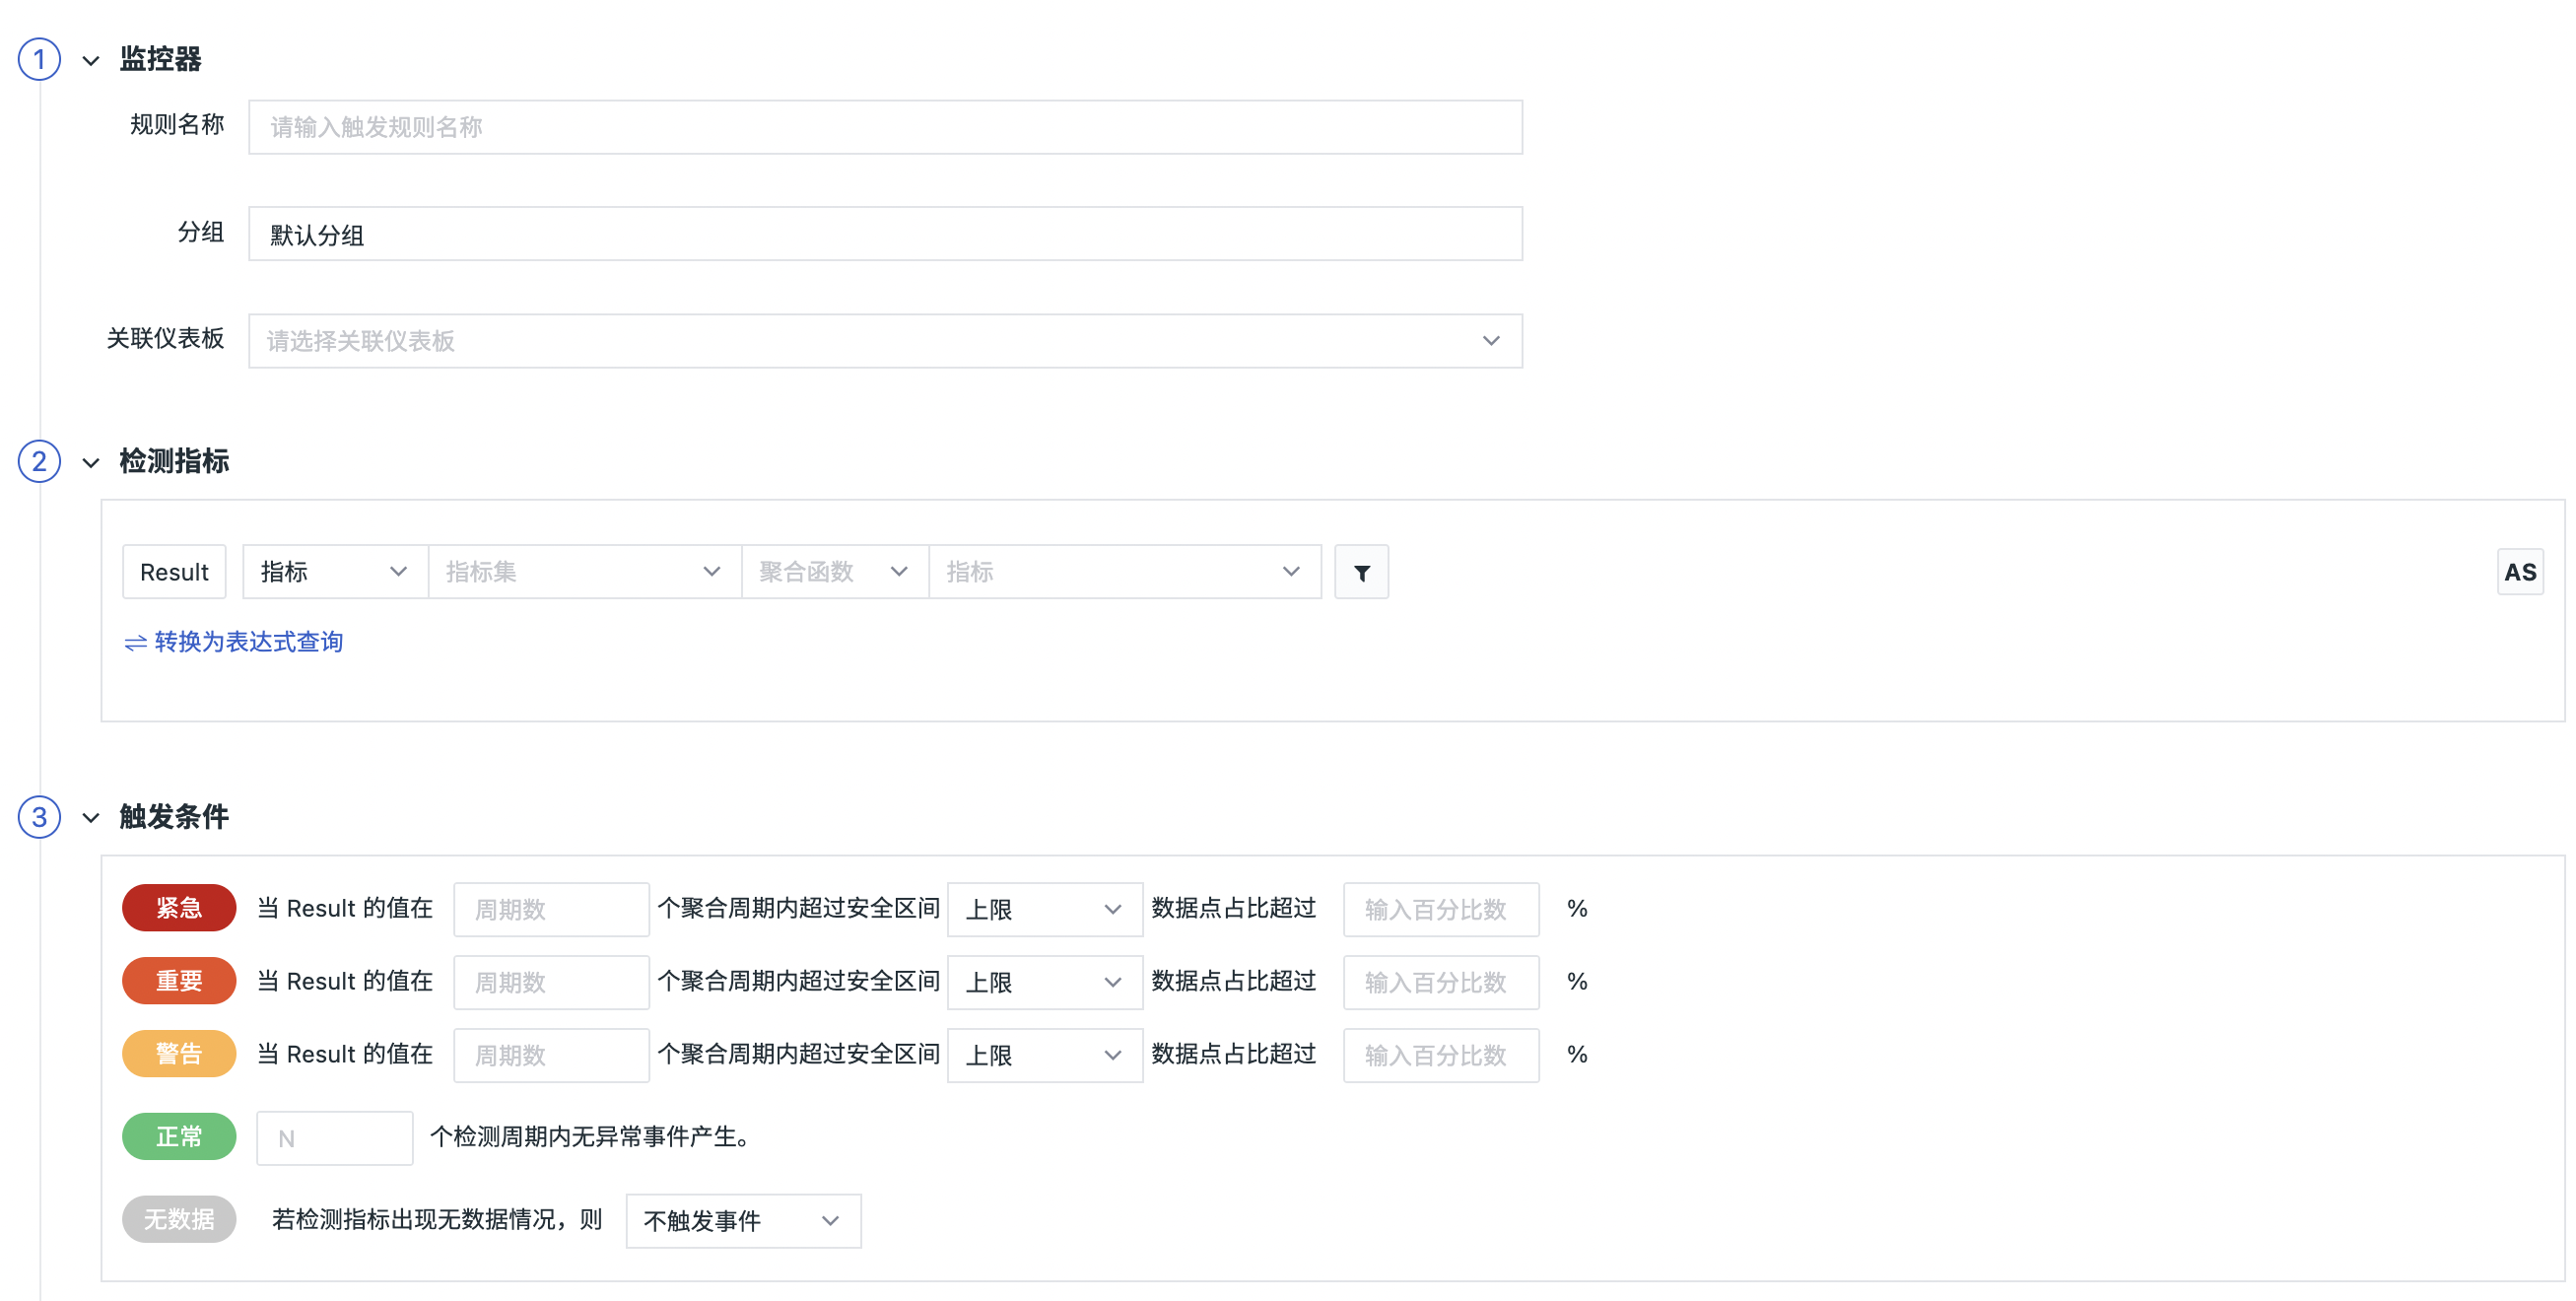 1 监控器
规则名称 请输入触发规则名称
分组 默认分组
关联仪表板 请选择关联仪表板
2 检测指标
Result 指标 指标集 聚合函数 指标 AS
转换为表达式查询
3 触发条件
紧急 当 Result 的值在 周期数 个聚合周期内超过安全区间 上限 数据点占比超过 输入百分比数 %
重要 当 Result 的值在 周期数 个聚合周期内超过安全区间 上限 数据点占比超过 输入百分比数 %
警告 当 Result 的值在 周期数 个聚合周期内超过安全区间 上限 数据点占比超过 输入百分比数 %
正常 N 个检测周期内无异常事件产生。
无数据 若检测指标出现无数据情况，则 不触发事件